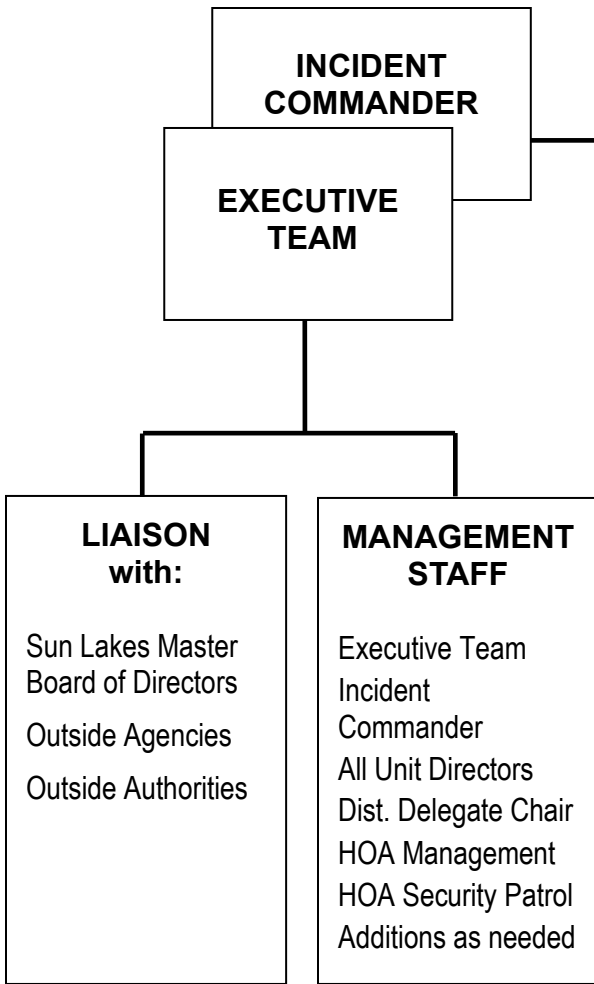 INCIDENT
COMMANDER
EXECUTIVE
TEAM
LIAISON
with:
Sun Lakes Master
Board of Directors
Outside Agencies
Outside Authorities
MANAGEMENT
STAFF
Executive Team
Incident
Commander
All Unit Directors
Dist. Delegate Chair
HOA Management
HOA Security Patrol
Additions as needed